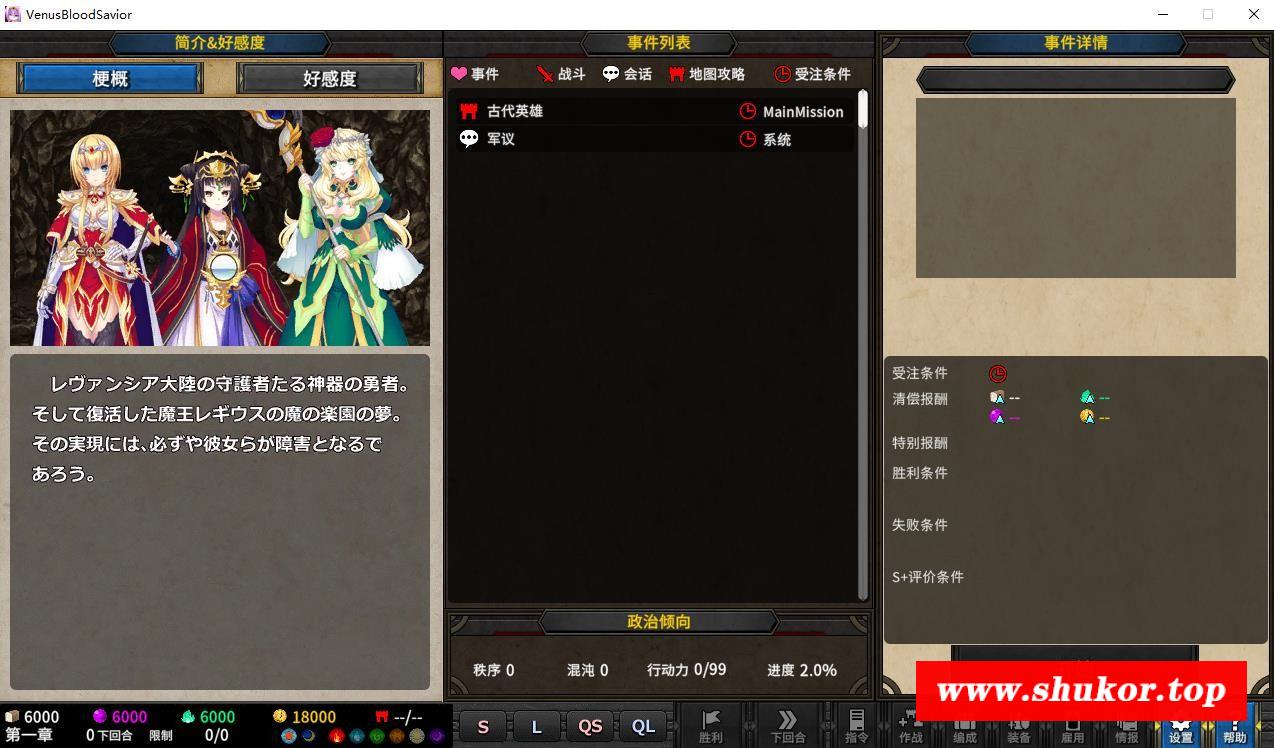 VenusBloodSavior
简介&好感度
梗概
好感度
レヴァンシア大陸の守護者たる神器の勇者。
そして復活した魔王レギウスの魔の楽園の夢。
その実現には、必ずや彼女らが障害となるで
あろう。
事件列表
事件 战斗 会话 地图攻略 受注条件
古代英雄 MainMission
军议 系统
政治倾向
秩序 0 混沌 0 行动力 0/99 进度 2.0%
事件详情
受注条件
清偿报酬 -- --
-- --
特别报酬
胜利条件
失败条件
S+评价条件
www.shukor.top
6000 6000 6000 18000 --/--
第一章 0 下回合 限制 0/0
S L QS QL 胜利 下回合 指令 作战 编成 装备 雇用 情报 设置 帮助